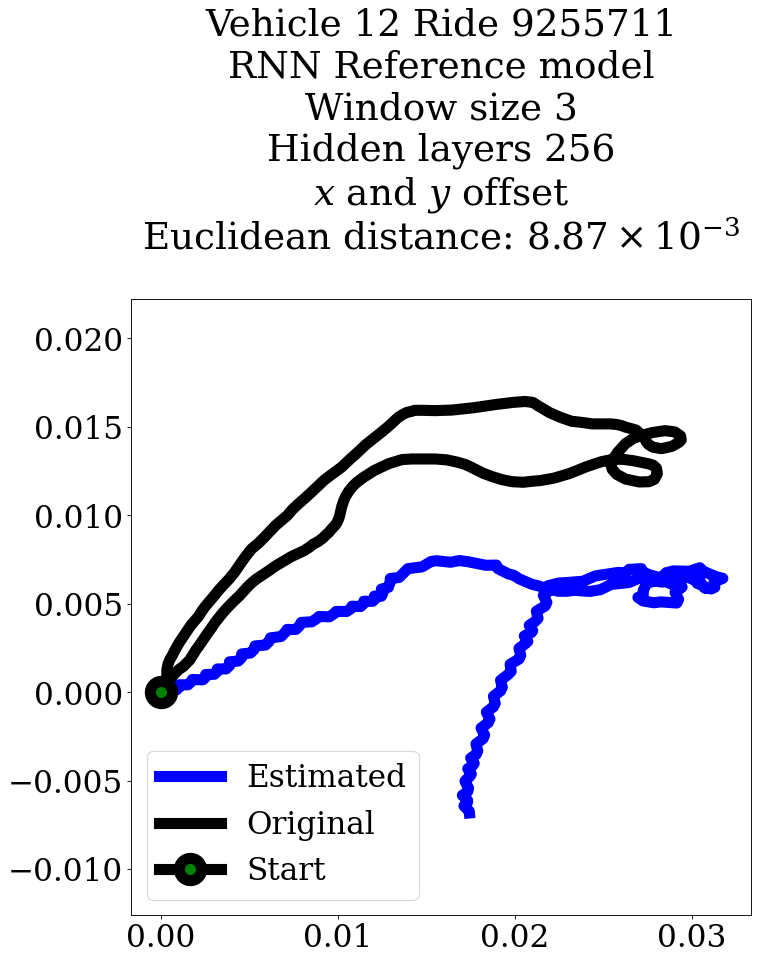 Vehicle 12 Ride 9255711
RNN Reference model
Window size 3
Hidden layers 256
x and y offset
Euclidean distance: 8.87 × 10⁻³
0.020
0.015
0.010
0.005
0.000
−0.005
−0.010
Estimated
Original
Start
0.00 0.01 0.02 0.03